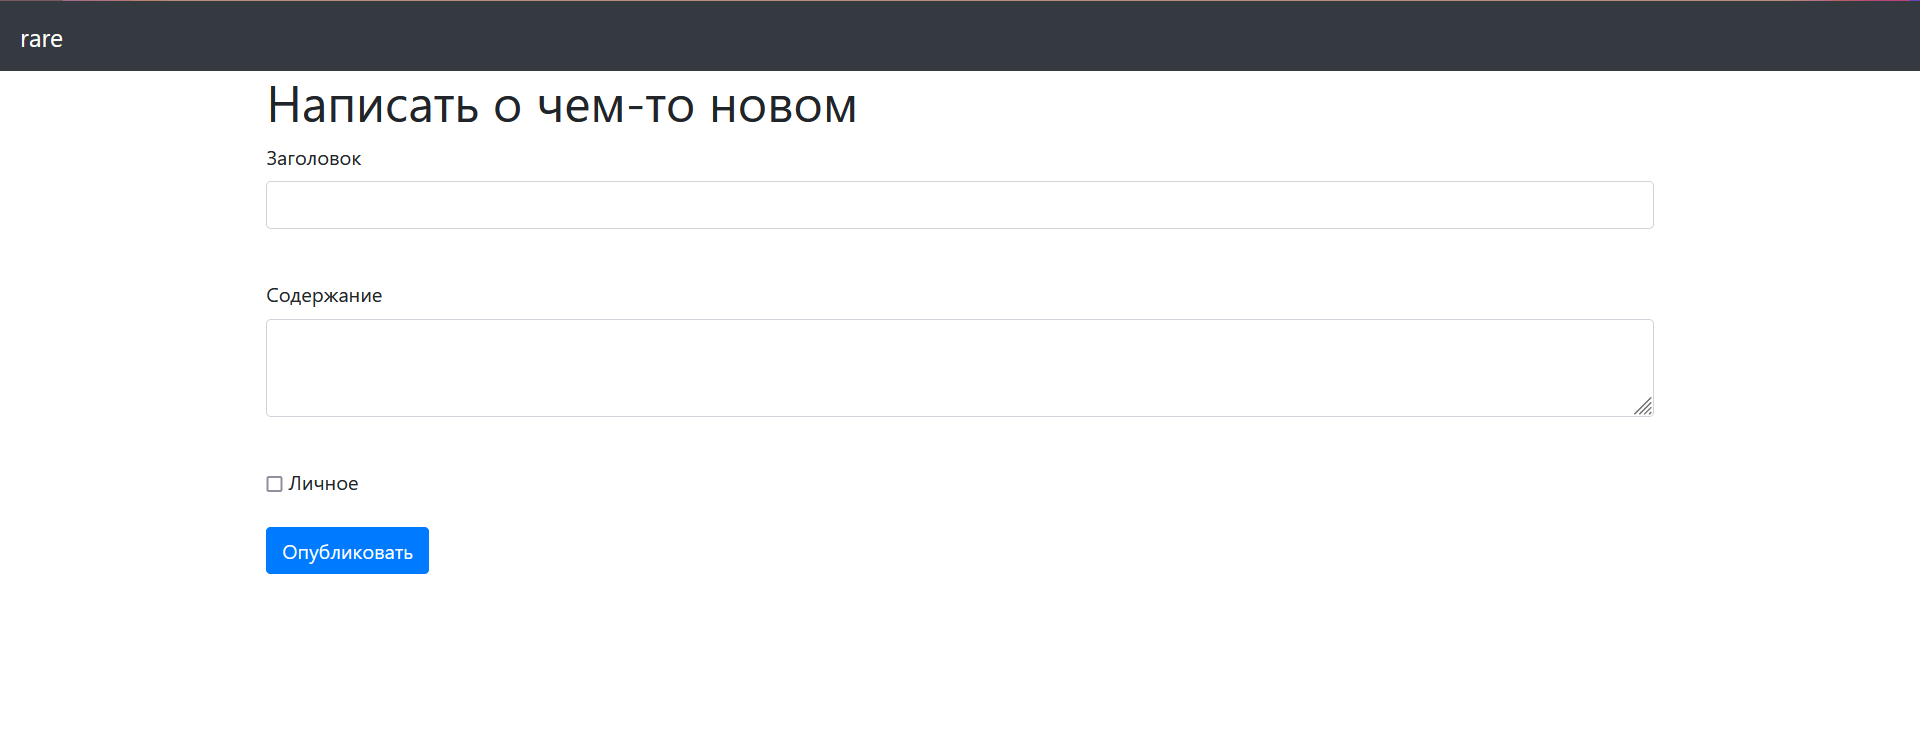 rare
Написать о чем-то новом
Заголовок
Содержание
Личное
Опубликовать